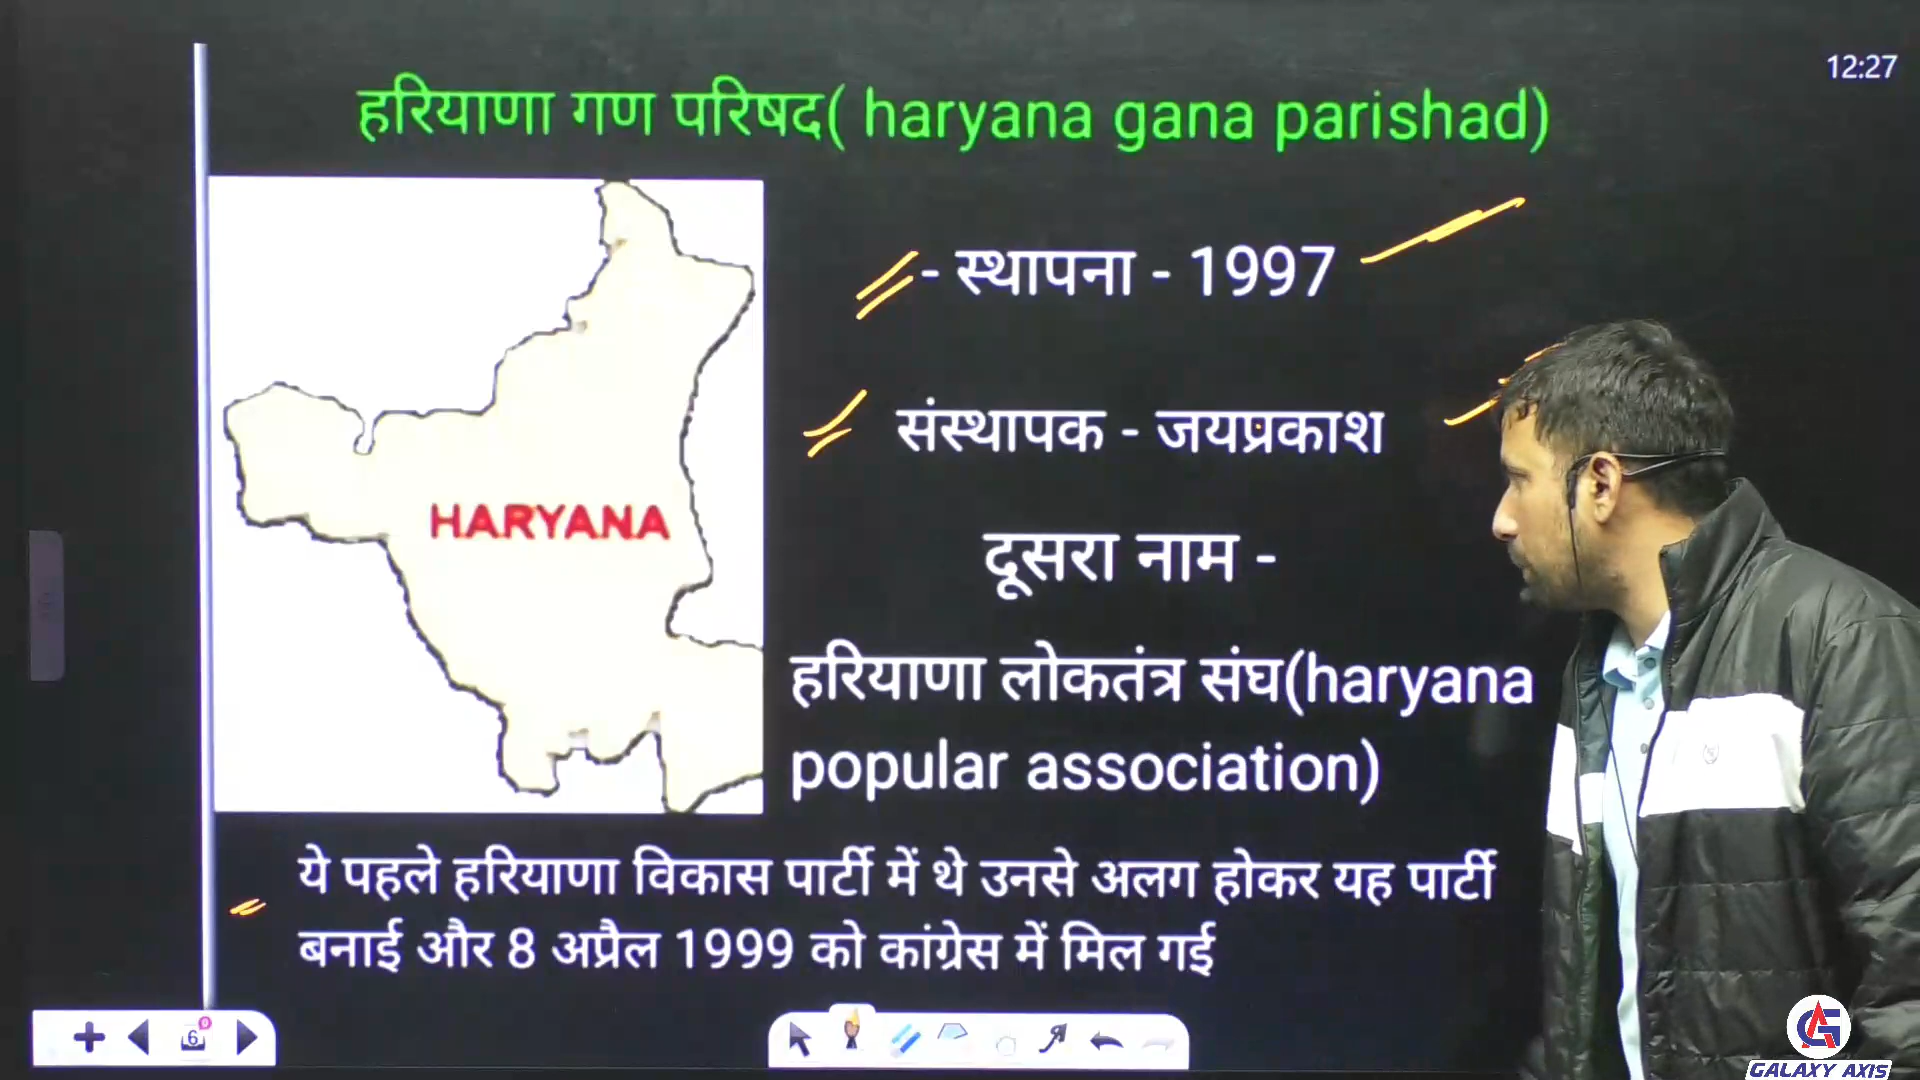 12:27
हरियाणा गण परिषद( haryana gana parishad)
- स्थापना - 1997
संस्थापक - जयप्रकाश
HARYANA
दूसरा नाम -
हरियाणा लोकतंत्र संघ(haryana
popular association)
ये पहले हरियाणा विकास पार्टी में थे उनसे अलग होकर यह पार्टी
बनाई और 8 अप्रैल 1999 को कांग्रेस में मिल गई
6
GALAXY AXIS